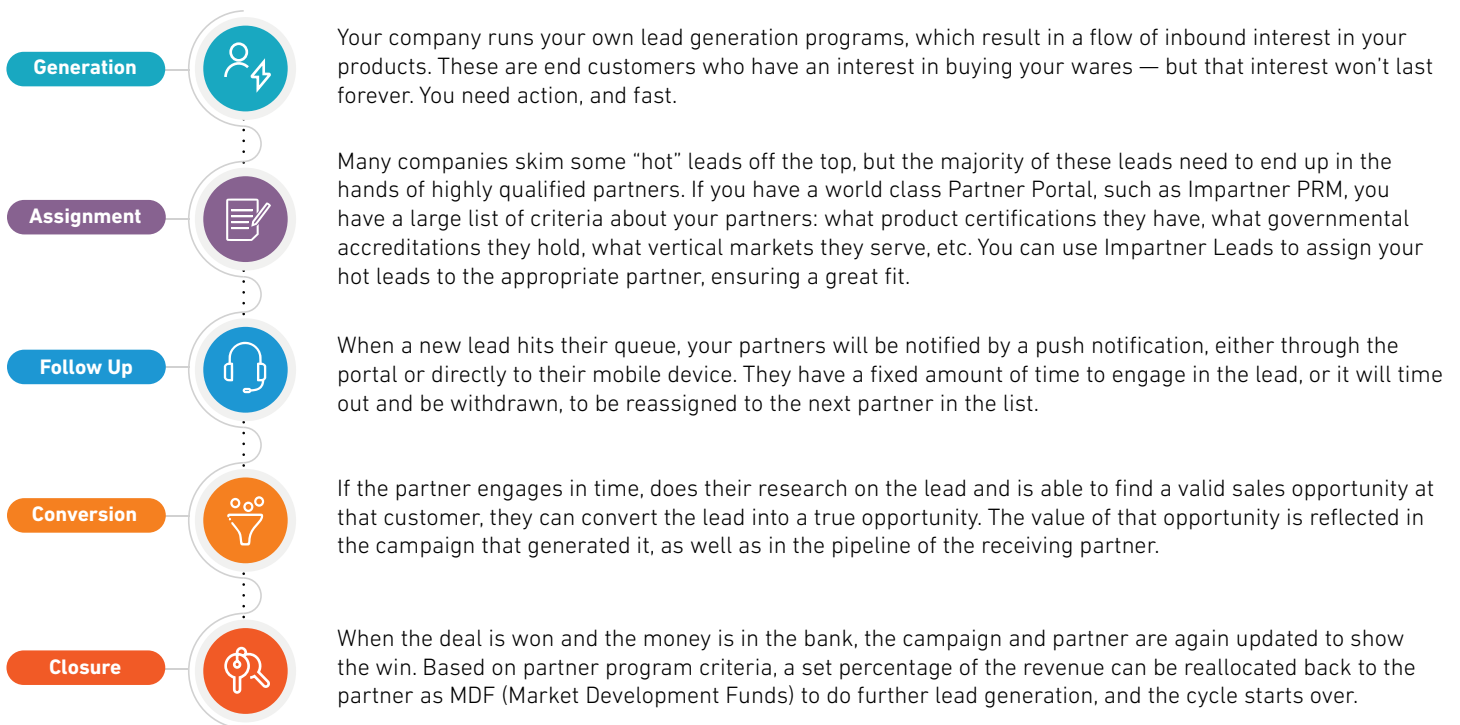 Generation
Your company runs your own lead generation programs, which result in a flow of inbound interest in your
products. These are end customers who have an interest in buying your wares — but that interest won’t last
forever. You need action, and fast.
Assignment
Many companies skim some “hot” leads off the top, but the majority of these leads need to end up in the
hands of highly qualified partners. If you have a world class Partner Portal, such as Impartner PRM, you
have a large list of criteria about your partners: what product certifications they have, what governmental
accreditations they hold, what vertical markets they serve, etc. You can use Impartner Leads to assign your
hot leads to the appropriate partner, ensuring a great fit.
Follow Up
When a new lead hits their queue, your partners will be notified by a push notification, either through the
portal or directly to their mobile device. They have a fixed amount of time to engage in the lead, or it will time
out and be withdrawn, to be reassigned to the next partner in the list.
Conversion
If the partner engages in time, does their research on the lead and is able to find a valid sales opportunity at
that customer, they can convert the lead into a true opportunity. The value of that opportunity is reflected in
the campaign that generated it, as well as in the pipeline of the receiving partner.
Closure
When the deal is won and the money is in the bank, the campaign and partner are again updated to show
the win. Based on partner program criteria, a set percentage of the revenue can be reallocated back to the
partner as MDF (Market Development Funds) to do further lead generation, and the cycle starts over.